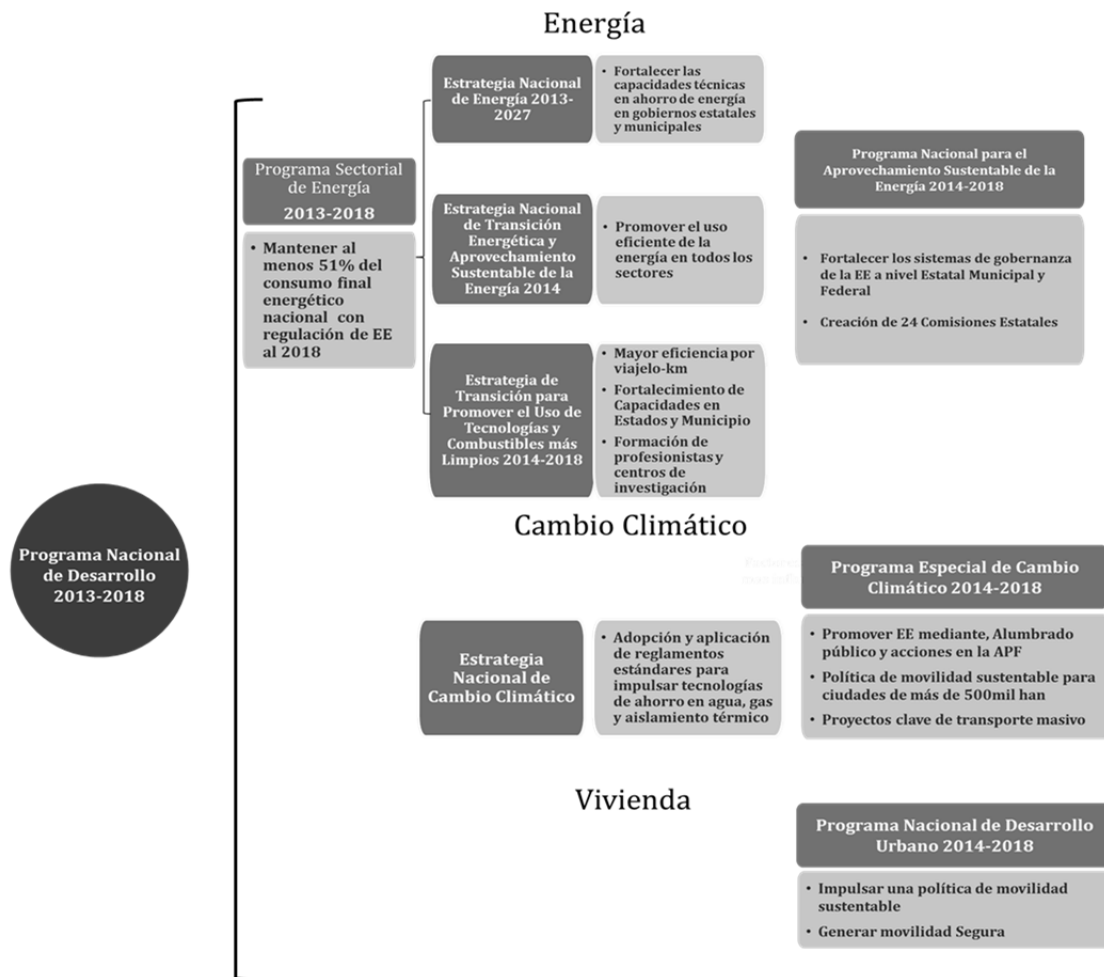 Energía
Estrategia Nacional
de Energía 2013-
2027
• Fortalecer las
capacidades técnicas
en ahorro de energía
en gobiernos estatales
y municipales
Programa Sectorial
de Energía
2013-2018
• Mantener al
menos 51% del
consumo final
energético
nacional con
regulación de EE
al 2018
Estrategia Nacional
de Transición
Energética y
Aprovechamiento
Sustentable de la
Energía 2014
• Promover el uso
eficiente de la
energía en todos los
sectores
Programa Nacional para el
Aprovechamiento Sustentable de la
Energía 2014-2018
• Fortalecer los sistemas de gobernanza
de la EE a nivel Estatal Municipal y
Federal
• Creación de 24 Comisiones Estatales
Estrategia de
Transición para
Promover el Uso de
Tecnologías y
Combustibles más
Limpios 2014-2018
• Mayor eficiencia por
viajelo-km
• Fortalecimiento de
Capacidades en
Estados y Municipio
• Formación de
profesionistas y
centros de
investigación
Programa Nacional
de Desarrollo
2013-2018
Cambio Climático
Estrategia
Nacional de
Cambio Climático
• Adopción y aplicación
de reglamentos
estándares para
impulsar tecnologías
de ahorro en agua, gas
y aislamiento térmico
Programa Especial de Cambio
Climático 2014-2018
• Promover EE mediante, Alumbrado
público y acciones en la APF
• Política de movilidad sustentable para
ciudades de más de 500mil han
• Proyectos clave de transporte masivo
Vivienda
Programa Nacional de Desarrollo
Urbano 2014-2018
• Impulsar una política de movilidad
sustentable
• Generar movilidad Segura